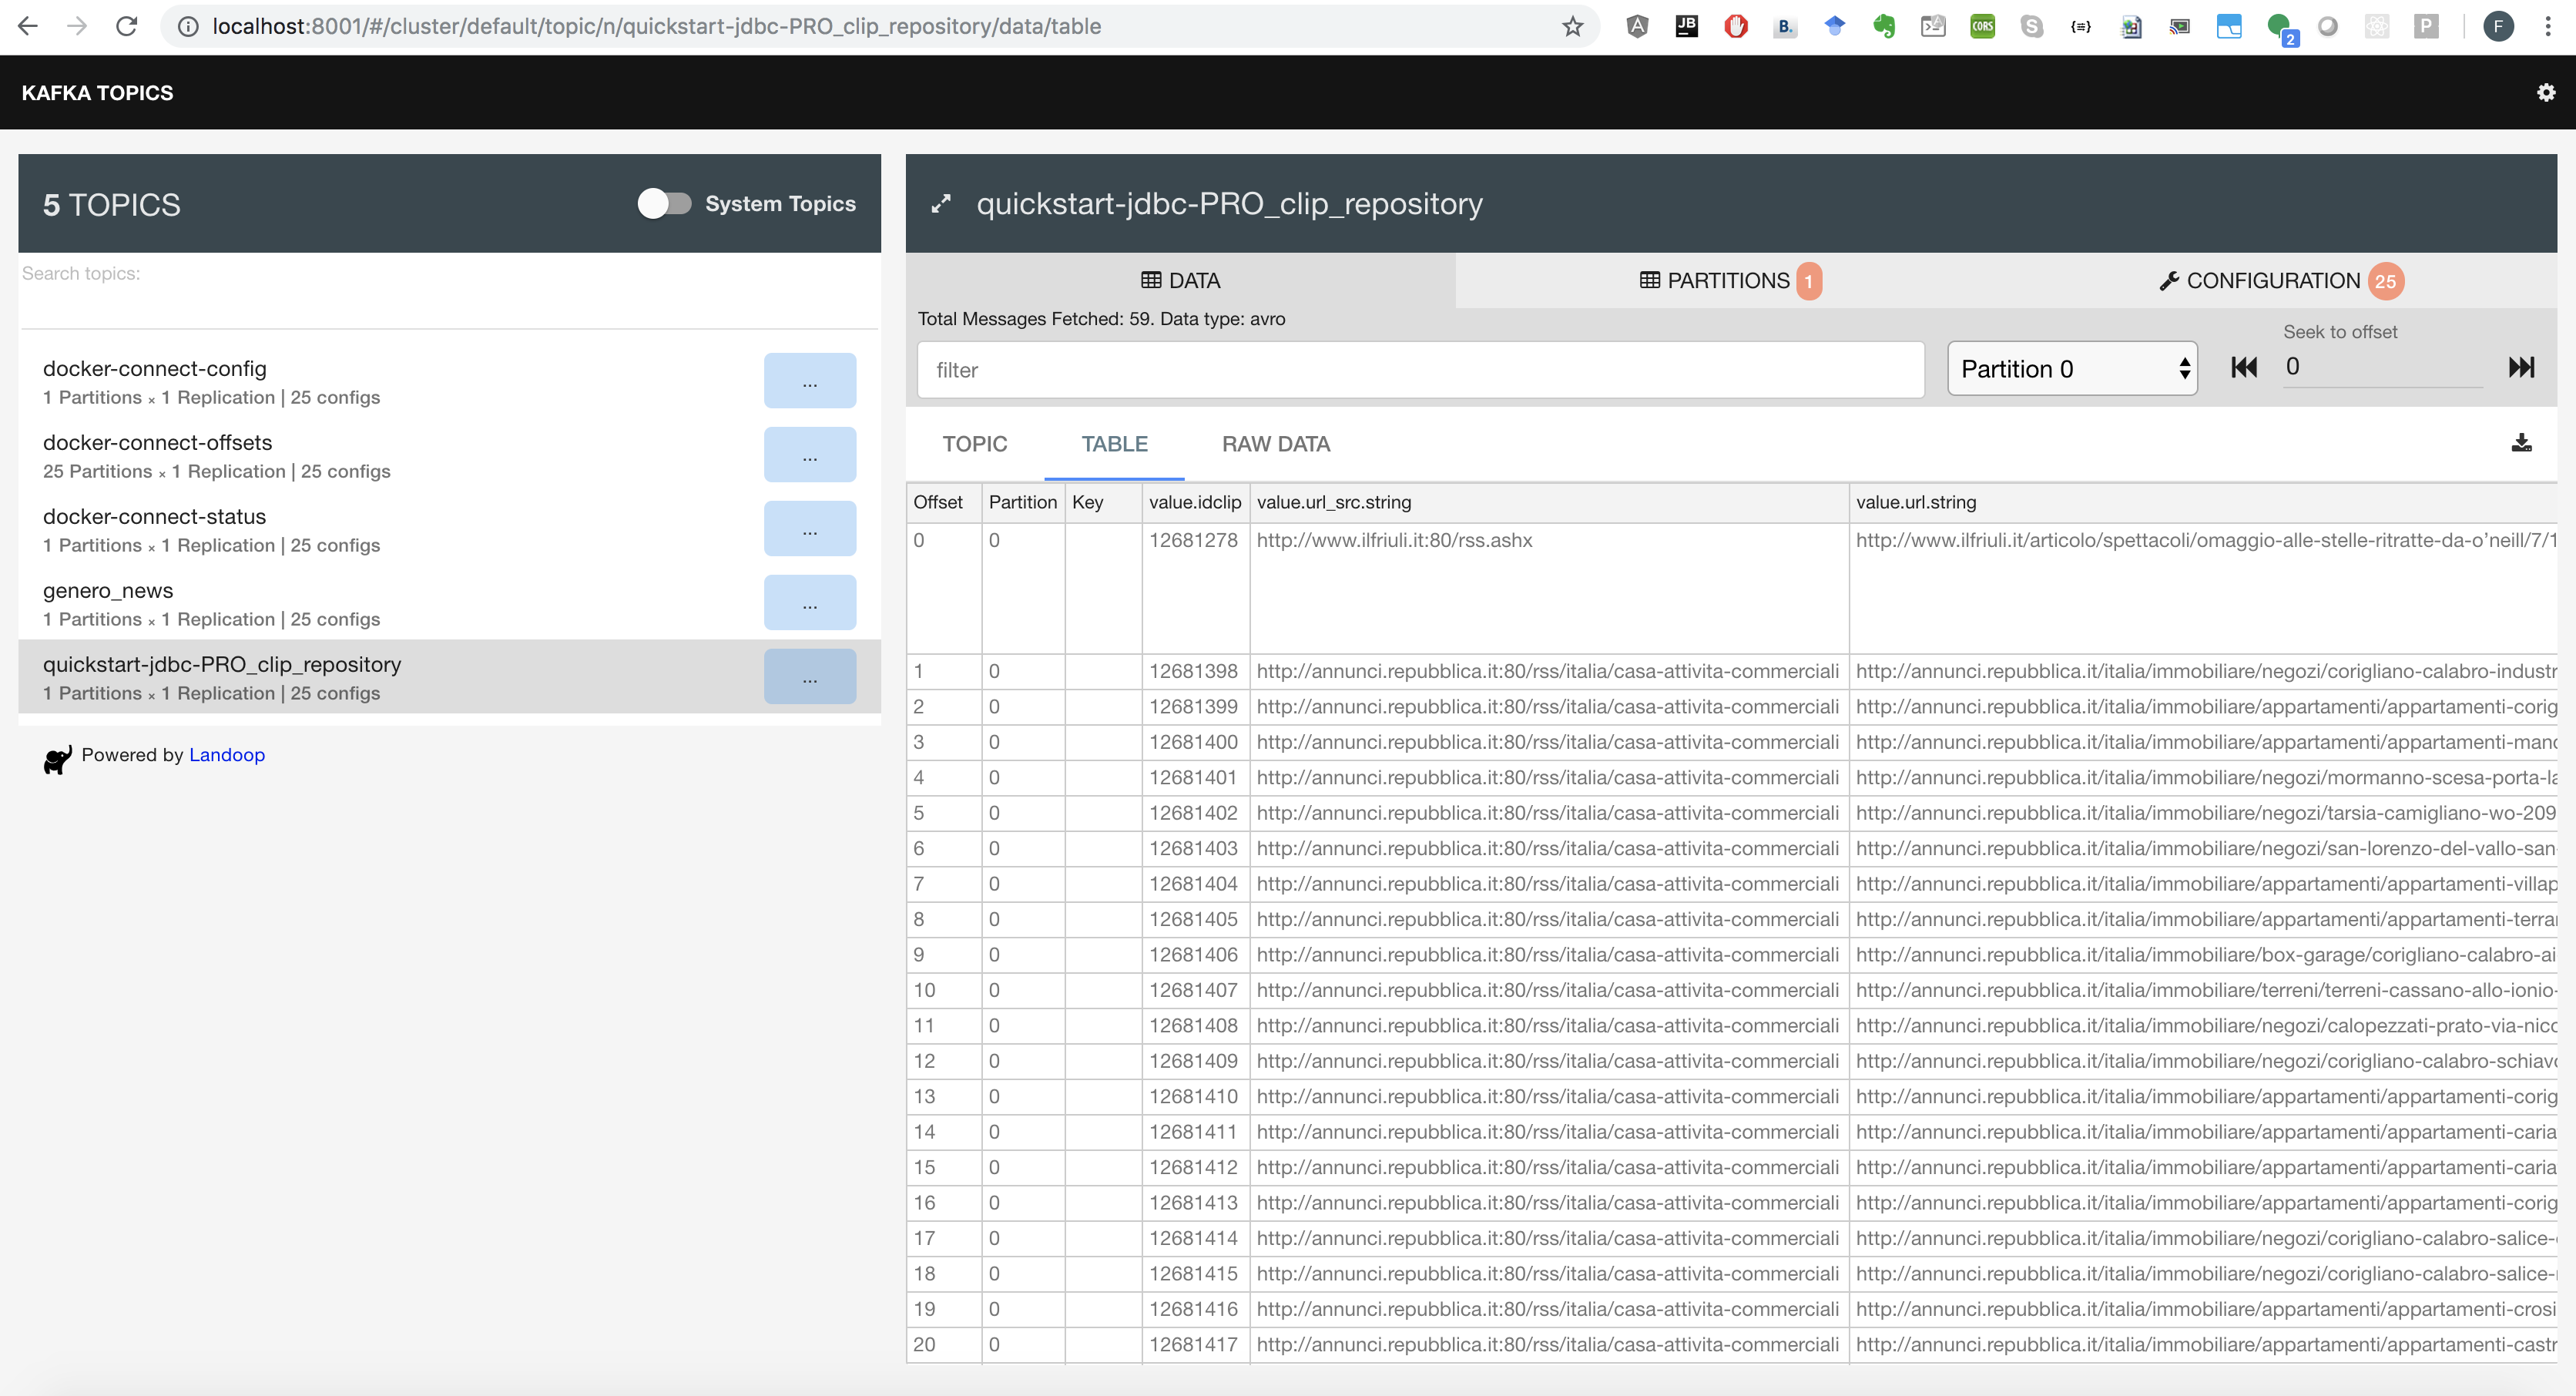 localhost:8001/#/cluster/default/topic/n/quickstart-jdbc-PRO_clip_repository/data/table
JB
B.
CORS
S
{≡}
2
P
F
KAFKA TOPICS
5 TOPICS
System Topics
Search topics:
docker-connect-config
1 Partitions × 1 Replication | 25 configs
...
docker-connect-offsets
25 Partitions × 1 Replication | 25 configs
...
docker-connect-status
1 Partitions × 1 Replication | 25 configs
...
genero_news
1 Partitions × 1 Replication | 25 configs
...
quickstart-jdbc-PRO_clip_repository
1 Partitions × 1 Replication | 25 configs
...
Powered by Landoop
quickstart-jdbc-PRO_clip_repository
DATA
PARTITIONS 1
CONFIGURATION 25
Total Messages Fetched: 59. Data type: avro
filter
Partition 0
Seek to offset
0
TOPIC TABLE RAW DATA
Offset Partition Key value.idclip value.url_src.string value.url.string
0 0 12681278 http://www.ilfriuli.it:80/rss.ashx http://www.ilfriuli.it/articolo/spettacoli/omaggio-alle-stelle-ritratte-da-o’neill/7/1
1 0 12681398 http://annunci.repubblica.it:80/rss/italia/casa-attivita-commerciali http://annunci.repubblica.it/italia/immobiliare/negozi/corigliano-calabro-industr
2 0 12681399 http://annunci.repubblica.it:80/rss/italia/casa-attivita-commerciali http://annunci.repubblica.it/italia/immobiliare/appartamenti/appartamenti-corig
3 0 12681400 http://annunci.repubblica.it:80/rss/italia/casa-attivita-commerciali http://annunci.repubblica.it/italia/immobiliare/appartamenti/appartamenti-mand
4 0 12681401 http://annunci.repubblica.it:80/rss/italia/casa-attivita-commerciali http://annunci.repubblica.it/italia/immobiliare/negozi/mormanno-scesa-porta-la
5 0 12681402 http://annunci.repubblica.it:80/rss/italia/casa-attivita-commerciali http://annunci.repubblica.it/italia/immobiliare/negozi/tarsia-camigliano-wo-209
6 0 12681403 http://annunci.repubblica.it:80/rss/italia/casa-attivita-commerciali http://annunci.repubblica.it/italia/immobiliare/negozi/san-lorenzo-del-vallo-san-
7 0 12681404 http://annunci.repubblica.it:80/rss/italia/casa-attivita-commerciali http://annunci.repubblica.it/italia/immobiliare/appartamenti/appartamenti-villap
8 0 12681405 http://annunci.repubblica.it:80/rss/italia/casa-attivita-commerciali http://annunci.repubblica.it/italia/immobiliare/appartamenti/appartamenti-terra
9 0 12681406 http://annunci.repubblica.it:80/rss/italia/casa-attivita-commerciali http://annunci.repubblica.it/italia/immobiliare/box-garage/corigliano-calabro-ai
10 0 12681407 http://annunci.repubblica.it:80/rss/italia/casa-attivita-commerciali http://annunci.repubblica.it/italia/immobiliare/terreni/terreni-cassano-allo-ionio-
11 0 12681408 http://annunci.repubblica.it:80/rss/italia/casa-attivita-commerciali http://annunci.repubblica.it/italia/immobiliare/negozi/calopezzati-prato-via-nico
12 0 12681409 http://annunci.repubblica.it:80/rss/italia/casa-attivita-commerciali http://annunci.repubblica.it/italia/immobiliare/negozi/corigliano-calabro-schiavo
13 0 12681410 http://annunci.repubblica.it:80/rss/italia/casa-attivita-commerciali http://annunci.repubblica.it/italia/immobiliare/appartamenti/appartamenti-corig
14 0 12681411 http://annunci.repubblica.it:80/rss/italia/casa-attivita-commerciali http://annunci.repubblica.it/italia/immobiliare/appartamenti/appartamenti-caria
15 0 12681412 http://annunci.repubblica.it:80/rss/italia/casa-attivita-commerciali http://annunci.repubblica.it/italia/immobiliare/appartamenti/appartamenti-caria
16 0 12681413 http://annunci.repubblica.it:80/rss/italia/casa-attivita-commerciali http://annunci.repubblica.it/italia/immobiliare/appartamenti/appartamenti-corig
17 0 12681414 http://annunci.repubblica.it:80/rss/italia/casa-attivita-commerciali http://annunci.repubblica.it/italia/immobiliare/negozi/corigliano-calabro-salice-
18 0 12681415 http://annunci.repubblica.it:80/rss/italia/casa-attivita-commerciali http://annunci.repubblica.it/italia/immobiliare/negozi/corigliano-calabro-salice-
19 0 12681416 http://annunci.repubblica.it:80/rss/italia/casa-attivita-commerciali http://annunci.repubblica.it/italia/immobiliare/appartamenti/appartamenti-crosi
20 0 12681417 http://annunci.repubblica.it:80/rss/italia/casa-attivita-commerciali http://annunci.repubblica.it/italia/immobiliare/appartamenti/appartamenti-castr